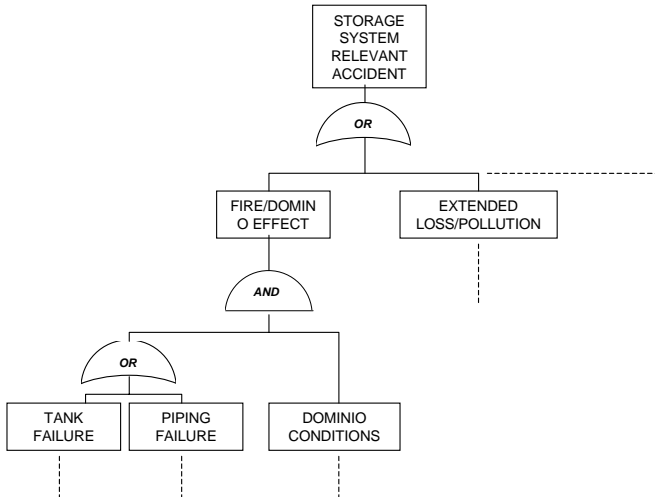 STORAGE
SYSTEM
RELEVANT
ACCIDENT
OR
FIRE/DOMIN
O EFFECT
EXTENDED
LOSS/POLLUTION
AND
OR
TANK
FAILURE
PIPING
FAILURE
DOMINIO
CONDITIONS